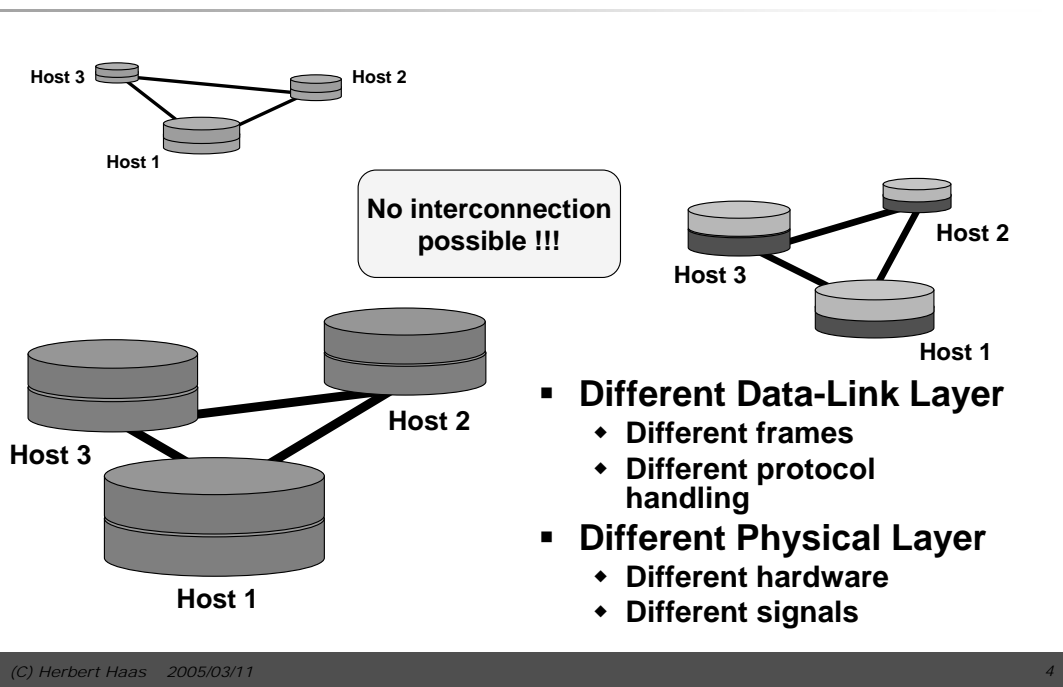 Host 3
Host 2
Host 1
No interconnection
possible !!!
Host 2
Host 3
Host 1
Host 2
Host 3
Host 1
▪ Different Data-Link Layer
◆ Different frames
◆ Different protocol
handling
▪ Different Physical Layer
◆ Different hardware
◆ Different signals
(C) Herbert Haas 2005/03/11
4